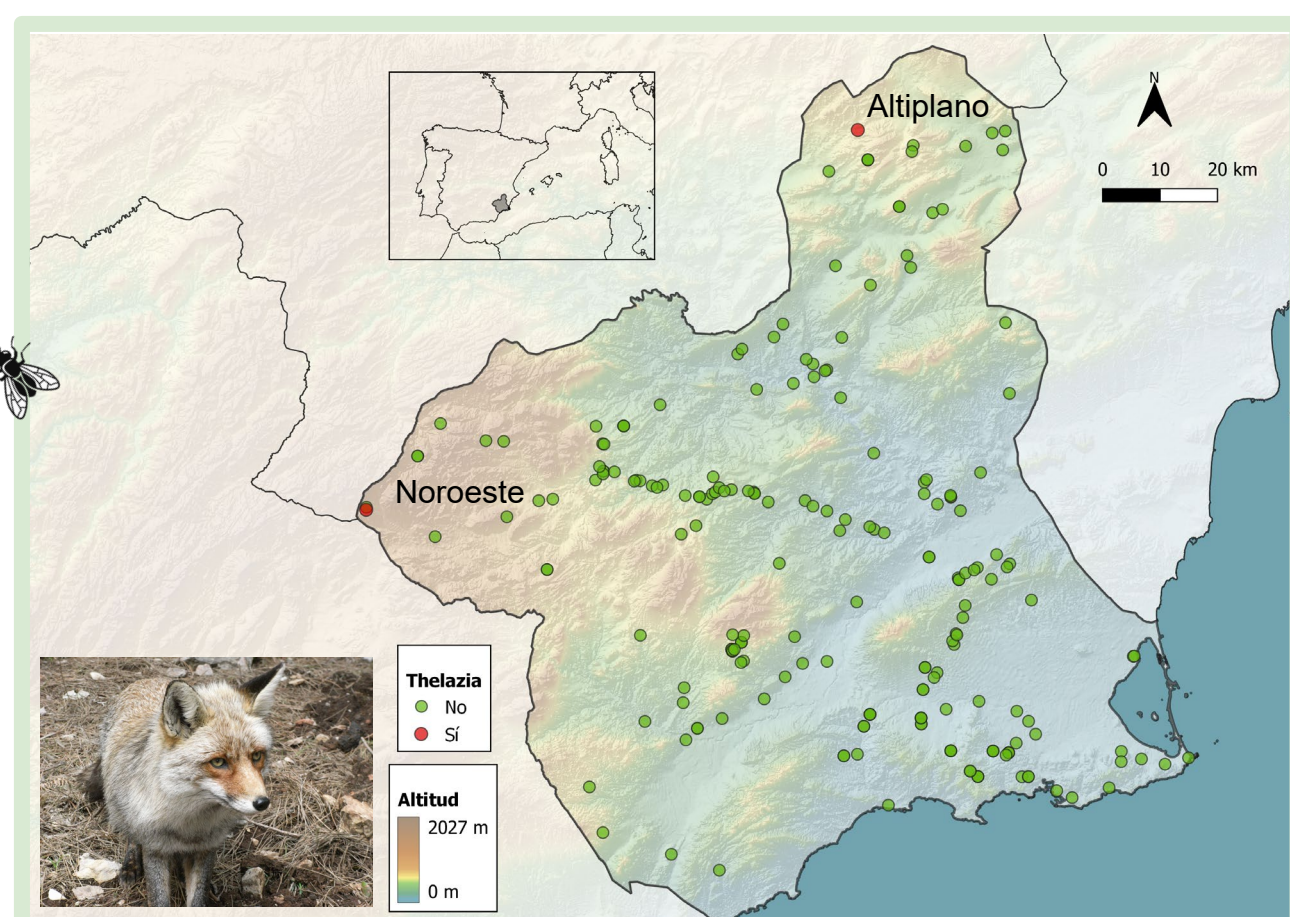 Altiplano
N
0 10 20 km
Noroeste
Thelazia
No
Sí
Altitud
2027 m
0 m